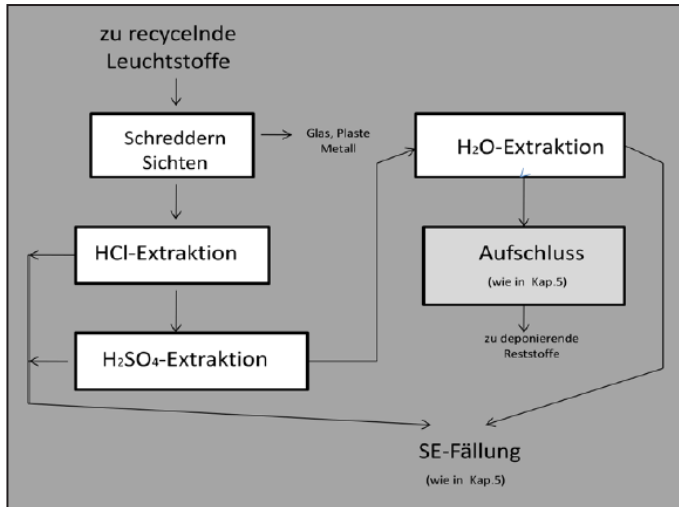 zu recycelnde
Leuchtstoffe
Schreddern
Sichten
Glas, Plaste
Metall
H₂O-Extraktion
HCl-Extraktion
Aufschluss
(wie in Kap.5)
H₂SO₄-Extraktion
zu deponierende
Reststoffe
SE-Fällung
(wie in Kap.5)